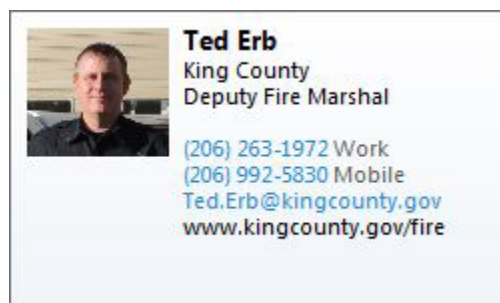 Ted Erb
King County
Deputy Fire Marshal
(206) 263-1972 Work
(206) 992-5830 Mobile
Ted.Erb@kingcounty.gov
www.kingcounty.gov/fire